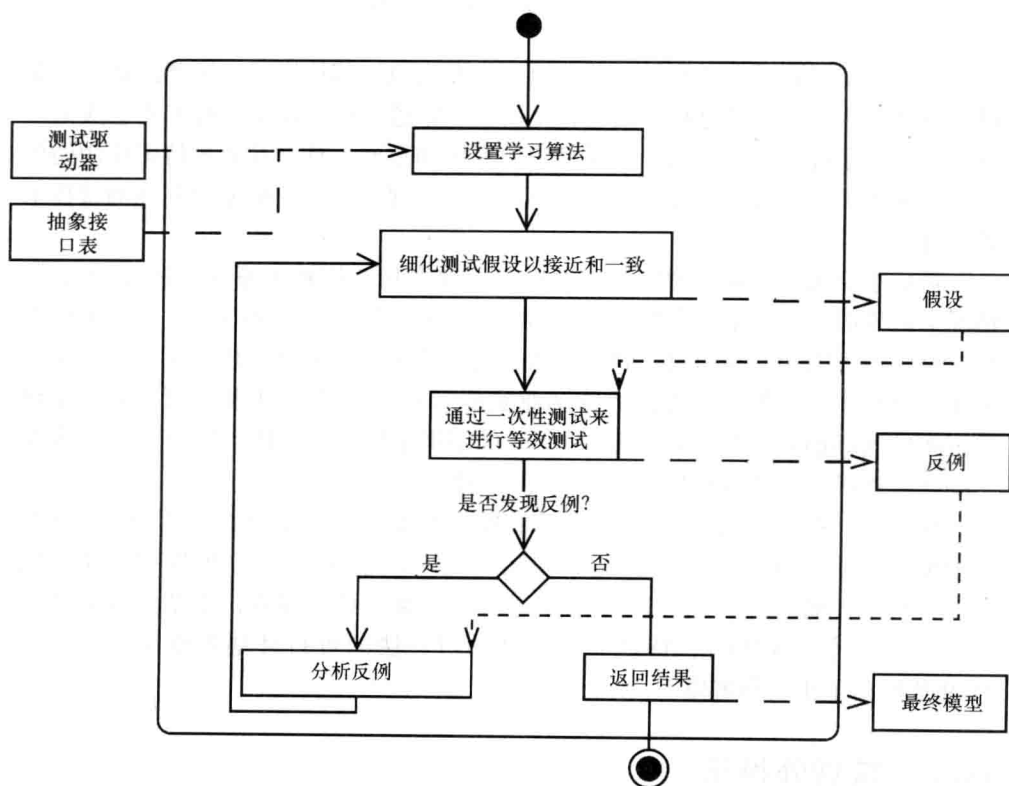 测试驱
动器
设置学习算法
抽象接
口表
细化测试假设以接近和一致
假设
通过一次性测试来
进行等效测试
反例
是否发现反例?
是
否
分析反例
返回结果
最终模型